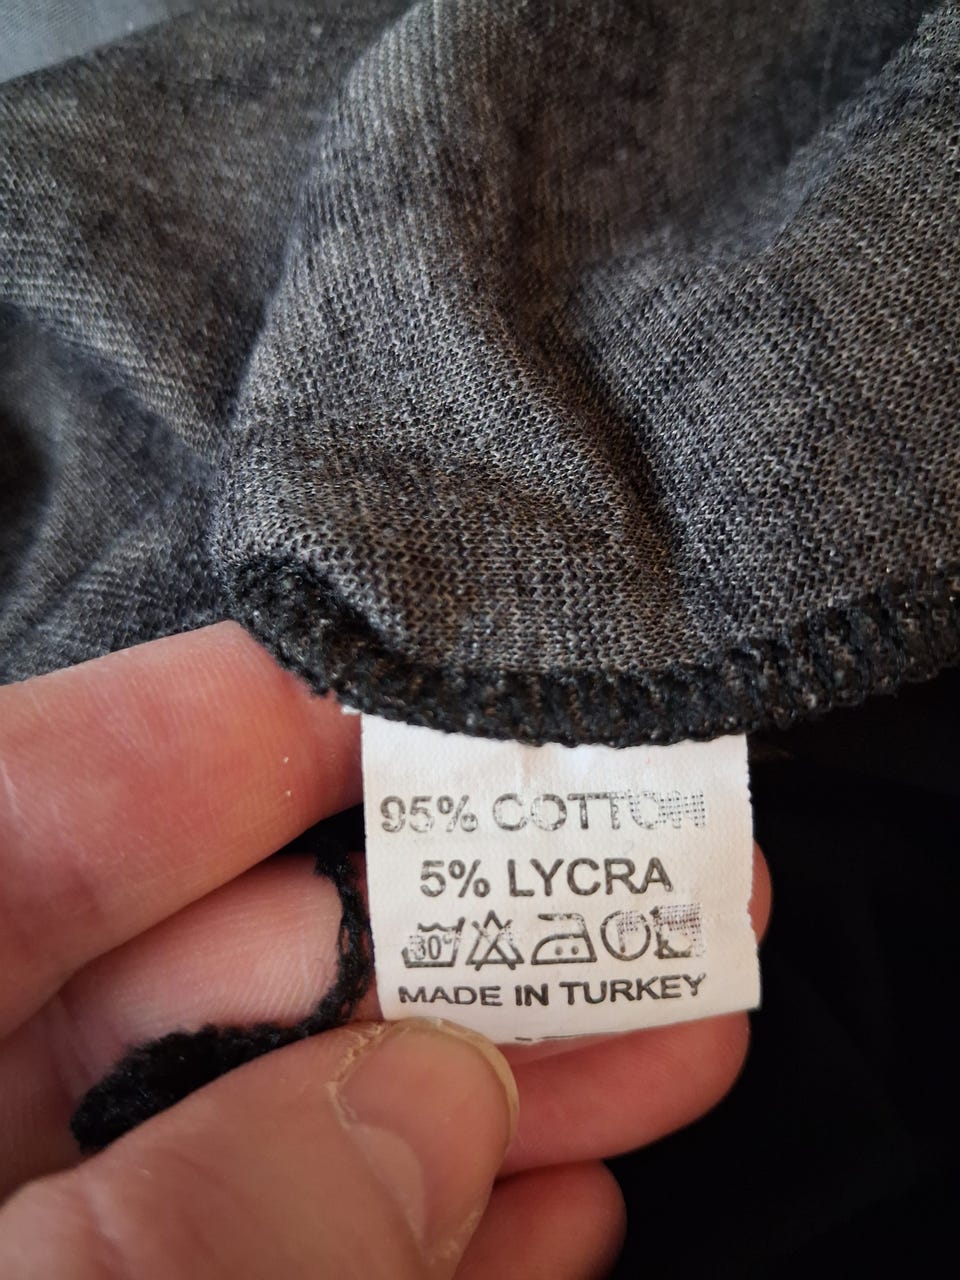 95% COTTON
5% LYCRA
30°
MADE IN TURKEY